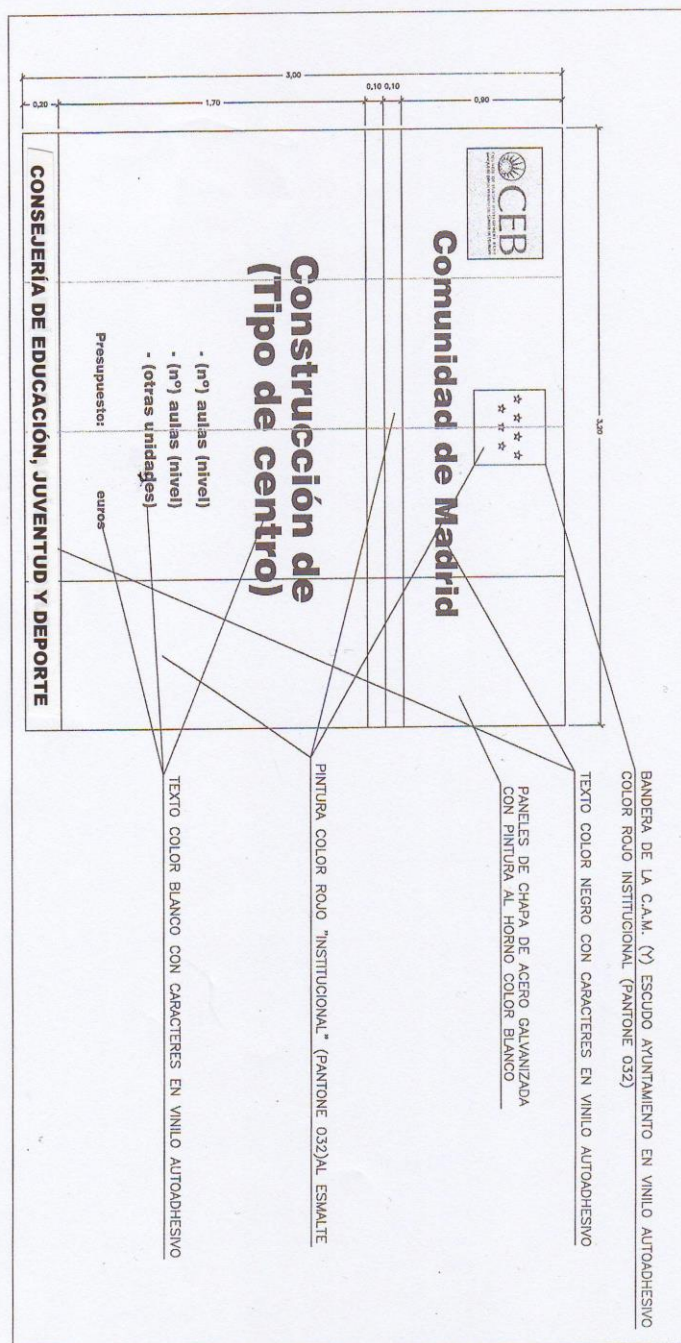 3,00
0,20
1,70
0,10
0,10
0,90
3,20
CEB
Comunidad de Madrid
Construcción de
(Tipo de centro)
- (nº) aulas (nivel)
- (nº) aulas (nivel)
- (otras unidades)
Presupuesto: euros
CONSEJERÍA DE EDUCACIÓN, JUVENTUD Y DEPORTE
BANDERA DE LA C.A.M. (Y) ESCUDO AYUNTAMIENTO EN VINILO AUTOADHESIVO
COLOR ROJO INSTITUCIONAL (PANTONE 032)
TEXTO COLOR NEGRO CON CARACTERES EN VINILO AUTOADHESIVO
PANELES DE CHAPA DE ACERO GALVANIZADA
CON PINTURA AL HORNO COLOR BLANCO
PINTURA COLOR ROJO "INSTITUCIONAL" (PANTONE 032)AL ESMALTE
TEXTO COLOR BLANCO CON CARACTERES EN VINILO AUTOADHESIVO